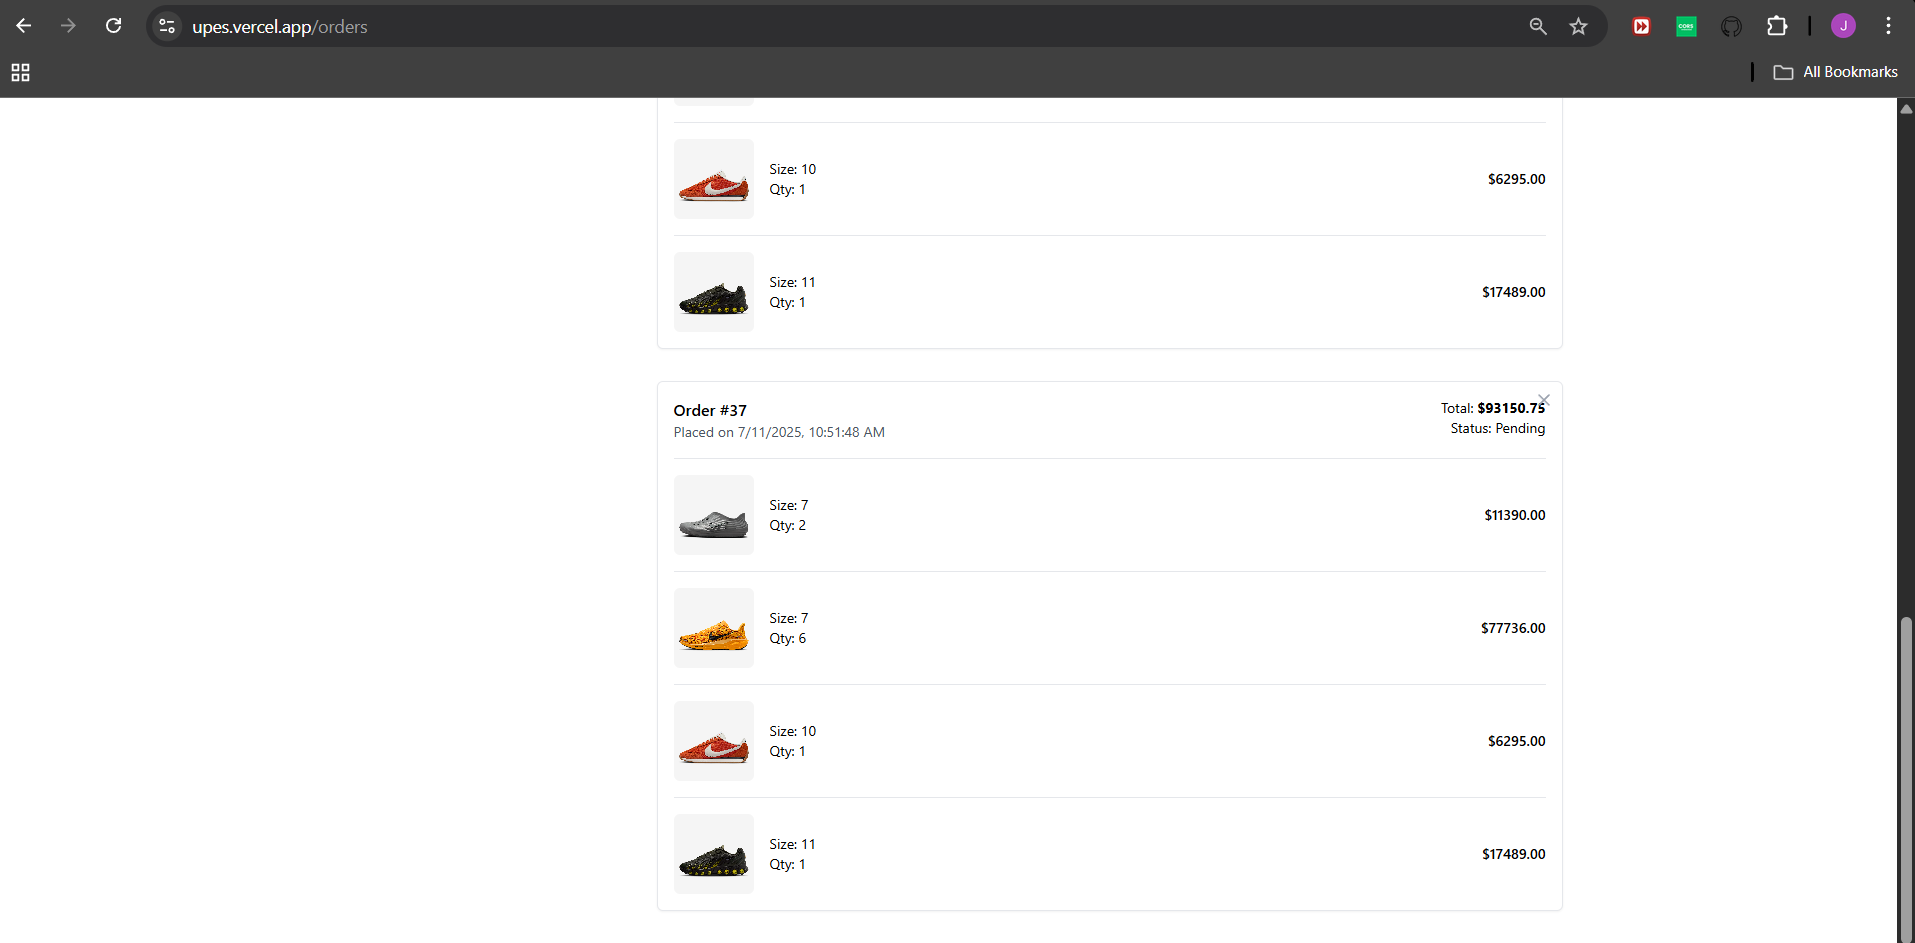 upes.vercel.app/orders
CORS
J
All Bookmarks
Size: 10
Qty: 1
$6295.00
Size: 11
Qty: 1
$17489.00
Order #37
Placed on 7/11/2025, 10:51:48 AM
Total: $93150.75
Status: Pending
Size: 7
Qty: 2
$11390.00
Size: 7
Qty: 6
$77736.00
Size: 10
Qty: 1
$6295.00
Size: 11
Qty: 1
$17489.00